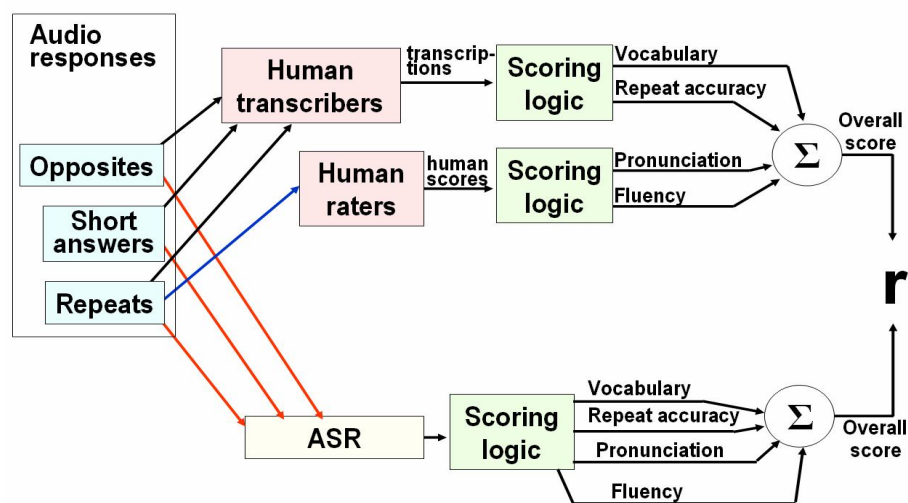 Audio
responses
Opposites
Short
answers
Repeats
Human
transcribers
transcrip-
tions
Scoring
logic
Vocabulary
Repeat accuracy
Human
raters
human
scores
Scoring
logic
Pronunciation
Fluency
Σ
Overall
score
r
ASR
Scoring
logic
Vocabulary
Repeat accuracy
Pronunciation
Fluency
Σ
Overall
score